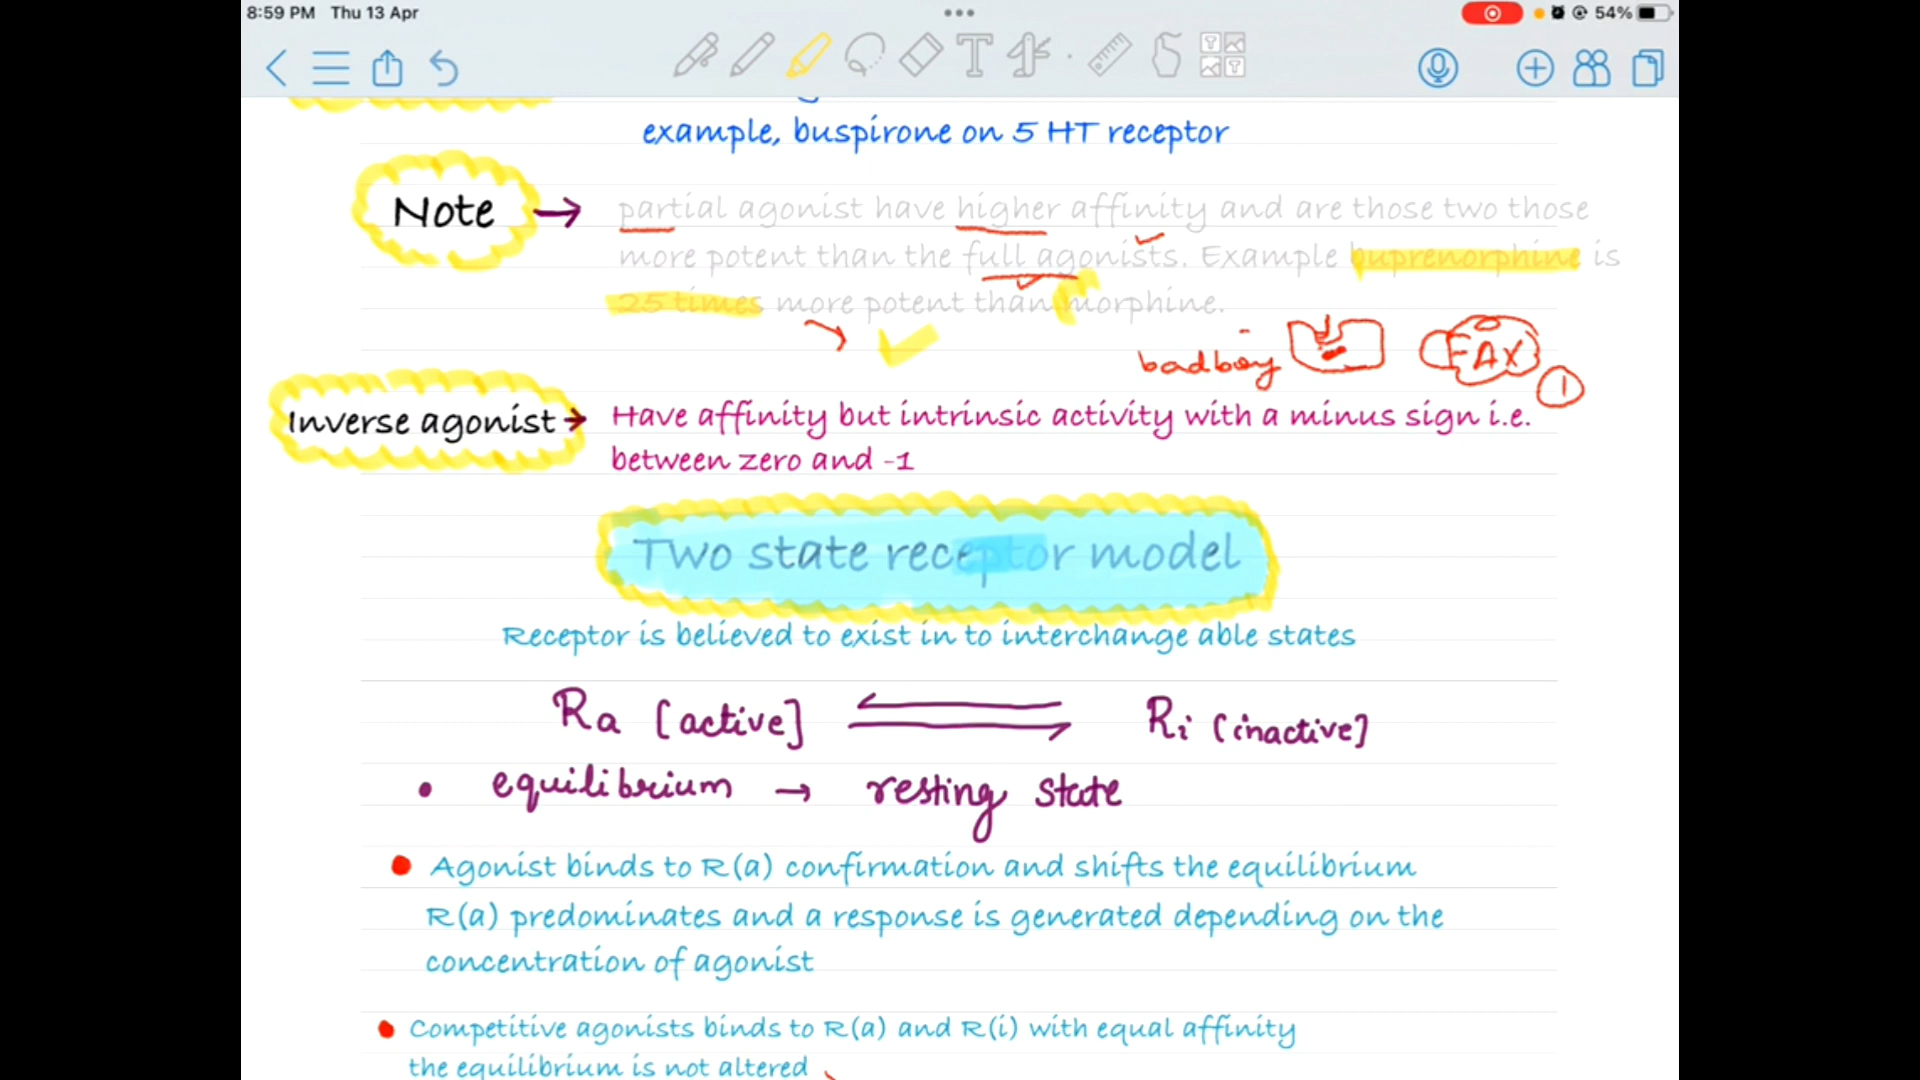 8:59 PM Thu 13 Apr
54%
example, buspirone on 5 HT receptor
Note → partial agonist have higher affinity and are those two those
more potent than the full agonists. Example buprenorphine is
25 times more potent than morphine.
badboy
FAX
1
Inverse agonist → Have affinity but intrinsic activity with a minus sign i.e.
between zero and -1
Two state receptor model
Receptor is believed to exist in to interchange able states
Ra [active] Ri [inactive]
• equilibrium → resting state
• Agonist binds to R(a) confirmation and shifts the equilibrium
R(a) predominates and a response is generated depending on the
concentration of agonist
• Competitive agonists binds to R(a) and R(i) with equal affinity
the equilibrium is not altered